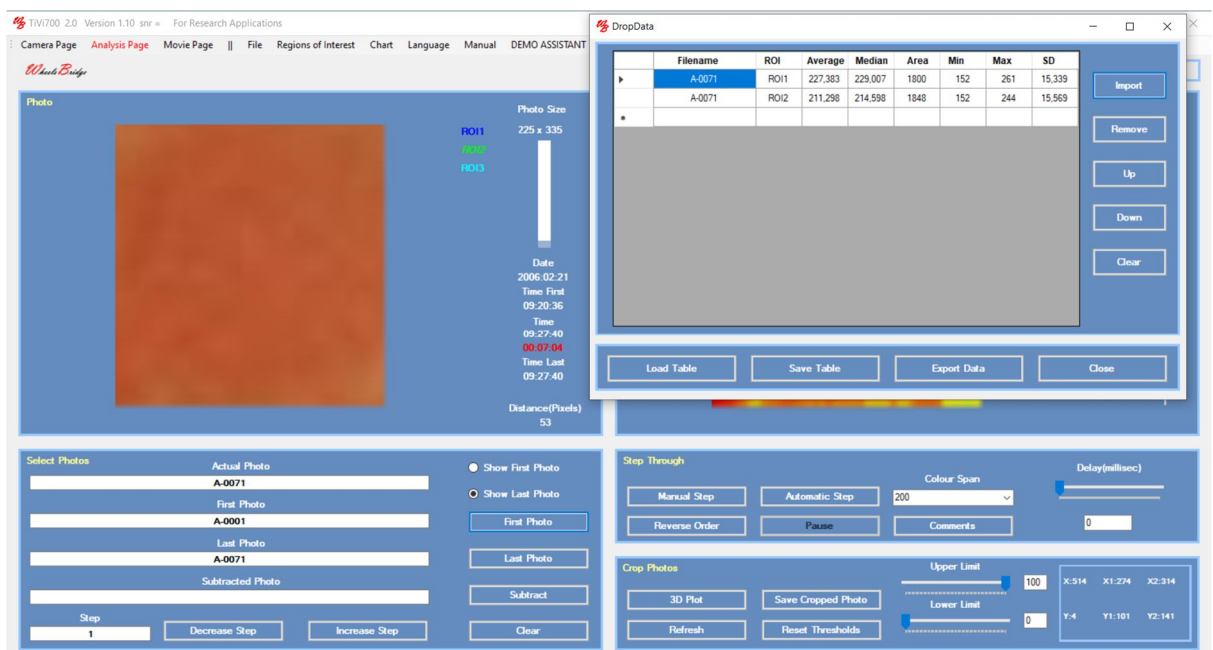 TiVi700 2.0 Version 1.10 snr = For Research Applications
Camera Page Analysis Page Movie Page || File Regions of Interest Chart Language Manual DEMO ASSISTANT
WheelsBridge
Photo
Photo Size
225 x 335
ROI1
ROI2
ROI3
Date
2006:02:21
Time First
09:20:36
Time
09:27:40
00:07:04
Time Last
09:27:40
Distance(Pixels)
53
DropData
Filename ROI Average Median Area Min Max SD
A-0071 ROI1 227,383 229,007 1800 152 261 15,339
A-0071 ROI2 211,298 214,598 1848 152 244 15,569
Import
Remove
Up
Down
Clear
Load Table Save Table Export Data Close
Select Photos
Actual Photo
A-0071
First Photo
A-0001
Last Photo
A-0071
Subtracted Photo
Step
1
Decrease Step Increase Step
Show First Photo
Show Last Photo
First Photo
Last Photo
Subtract
Clear
Step Through
Manual Step Automatic Step
Reverse Order Pause
Colour Span
200
Comments
Delay(millisec)
0
Crop Photos
3D Plot Save Cropped Photo
Refresh Reset Thresholds
Upper Limit
100
Lower Limit
0
X:514 X1:274 X2:314
Y:4 Y1:101 Y2:141